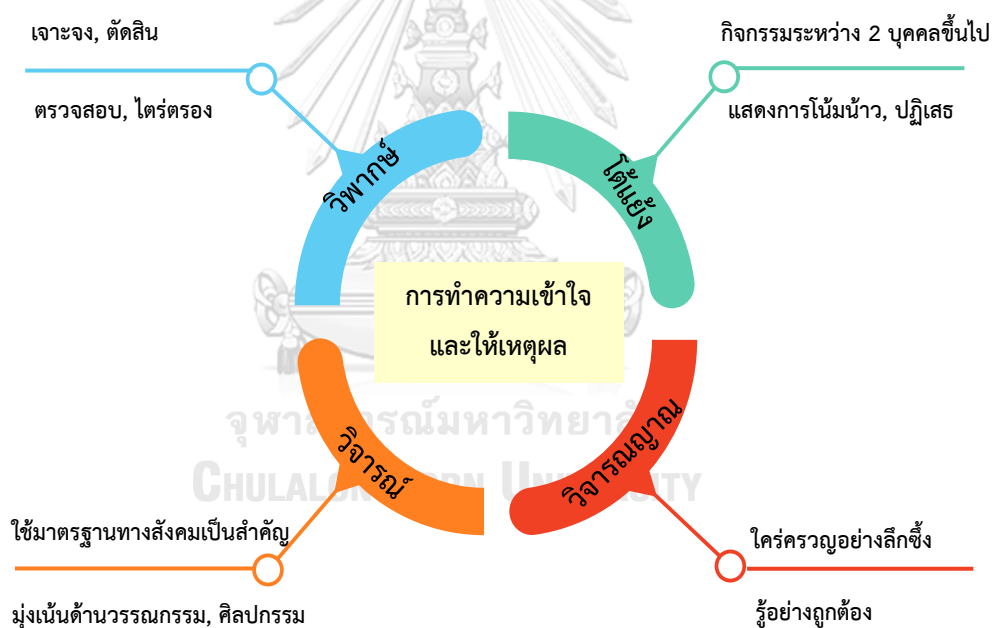 เจาะจง, ตัดสิน
ตรวจสอบ, ไตร่ตรอง
กิจกรรมระหว่าง 2 บุคคลขึ้นไป
แสดงการโน้มน้าว, ปฏิเสธ
วิพากษ์
โต้แย้ง
การทำความเข้าใจ
และให้เหตุผล
วิจารณ์
วิจารณญาณ
ใช้มาตรฐานทางสังคมเป็นสำคัญ
มุ่งเน้นด้านวรรณกรรม, ศิลปกรรม
ใคร่ครวญอย่างลึกซึ้ง
รู้อย่างถูกต้อง